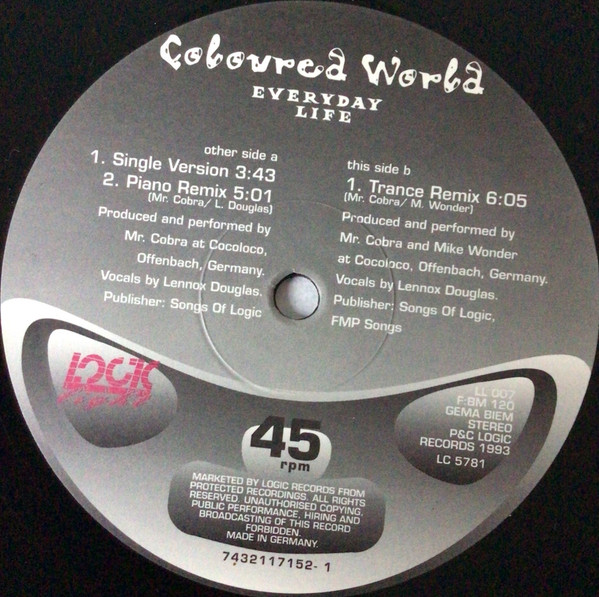 Coloured World
EVERYDAY
LIFE
other side a
1. Single Version 3:43
2. Piano Remix 5:01
(Mr. Cobra/ L. Douglas)
Produced and performed by
Mr. Cobra at Cocoloco,
Offenbach, Germany.
Vocals by Lennox Douglas.
Publisher: Songs Of Logic
this side b
1. Trance Remix 6:05
(Mr. Cobra/ M. Wonder)
Produced and performed by
Mr. Cobra and Mike Wonder
at Cocoloco, Offenbach, Germany.
Vocals by Lennox Douglas.
Publisher: Songs Of Logic,
FMP Songs
LOGIC
LL 007
F:BM 120
GEMA BIEM
STEREO
P&C LOGIC
RECORDS 1993
LC 5781
45
rpm
MARKETED BY LOGIC RECORDS FROM
PROTECTED RECORDINGS. ALL RIGHTS
RESERVED. UNAUTHORISED COPYING,
PUBLIC PERFORMANCE, HIRING AND
BROADCASTING OF THIS RECORD
FORBIDDEN.
MADE IN GERMANY.
7432117152-1